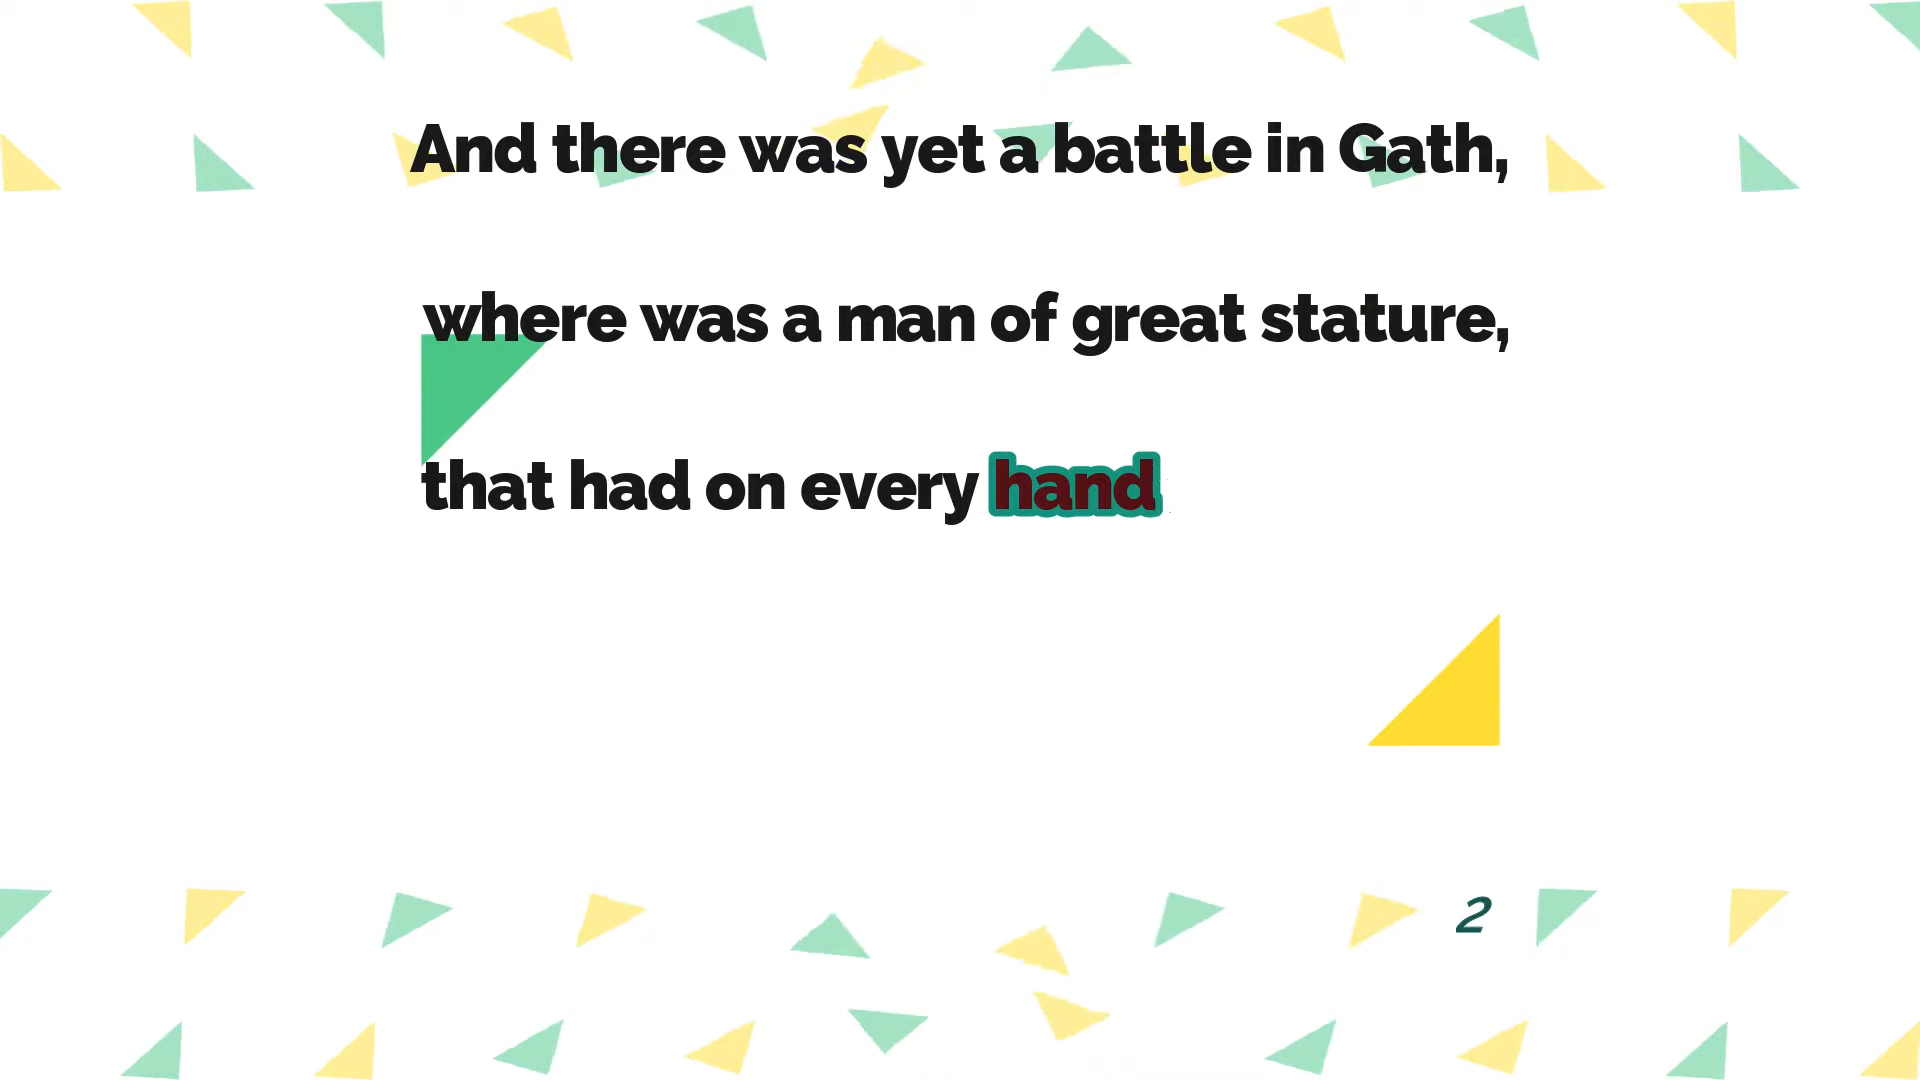 And there was yet a battle in Gath,
where was a man of great stature,
that had on every hand
2